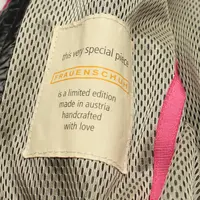 this very special piece
FRAUENSCHUH
is a limited edition
made in austria
handcrafted
with love